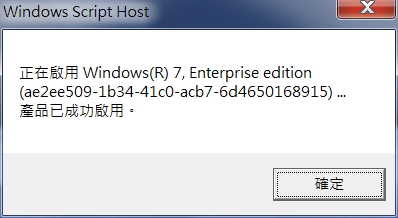 Windows Script Host
正在啟用 Windows(R) 7, Enterprise edition
(ae2ee509-1b34-41c0-acb7-6d4650168915) ...
產品已成功啟用。
確定